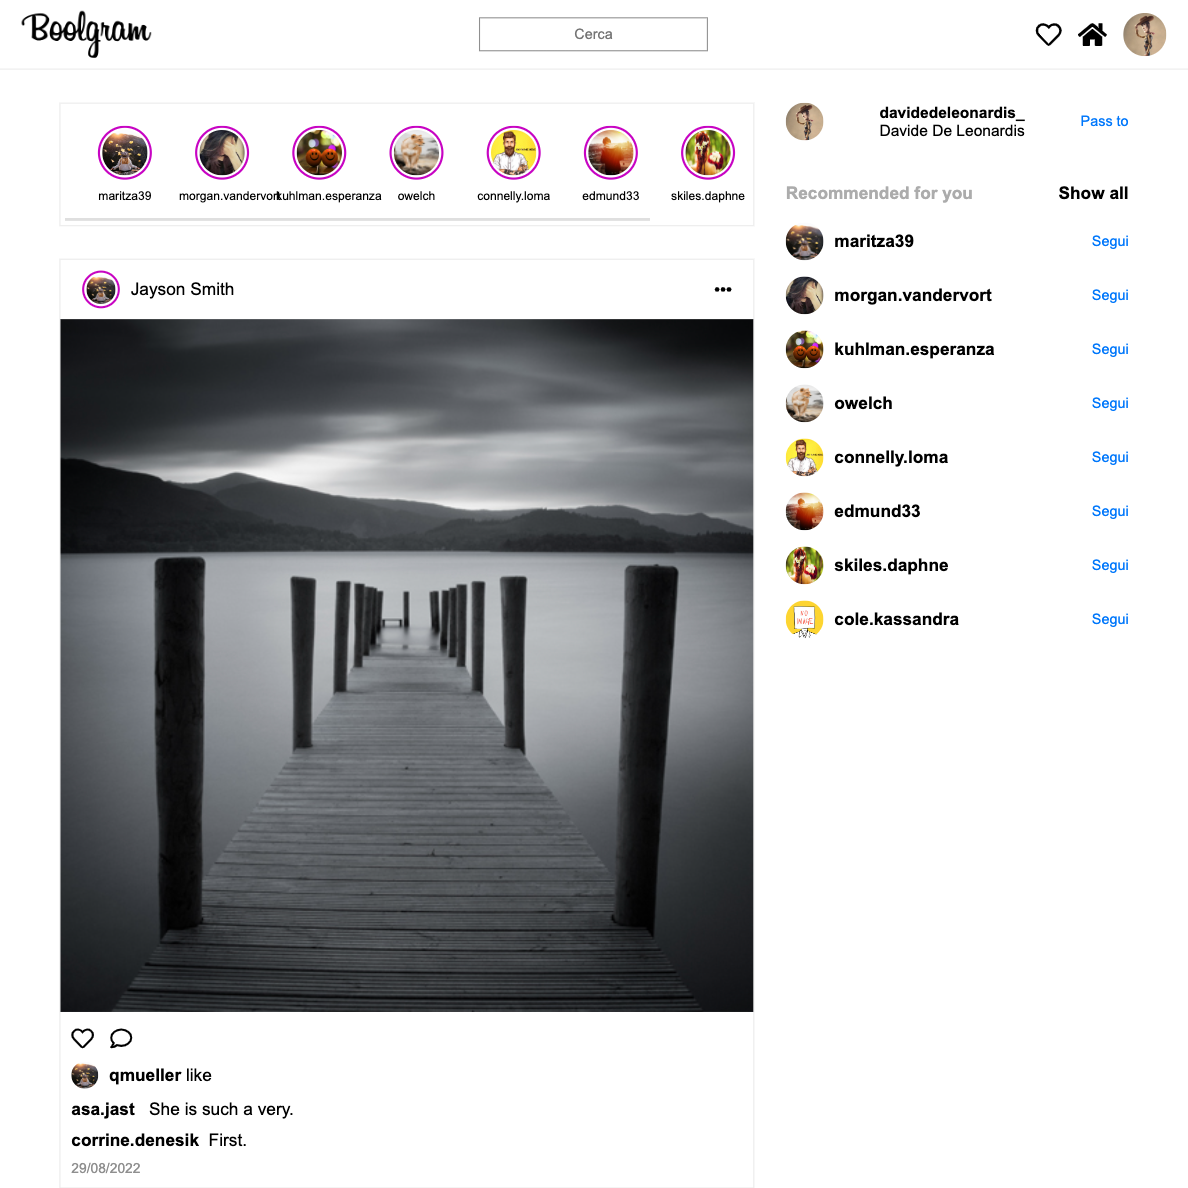 Boolgram
Cerca
maritza39
morgan.vandervort
kuhlman.esperanza
owelch
connelly.loma
edmund33
skiles.daphne
Jayson Smith
qmueller like
asa.jast She is such a very.
corrine.denesik First.
29/08/2022
davidedeleonardis_
Davide De Leonardis
Pass to
Recommended for you Show all
maritza39 Segui
morgan.vandervort Segui
kuhlman.esperanza Segui
owelch Segui
connelly.loma Segui
edmund33 Segui
skiles.daphne Segui
cole.kassandra Segui
NO
IMAGE